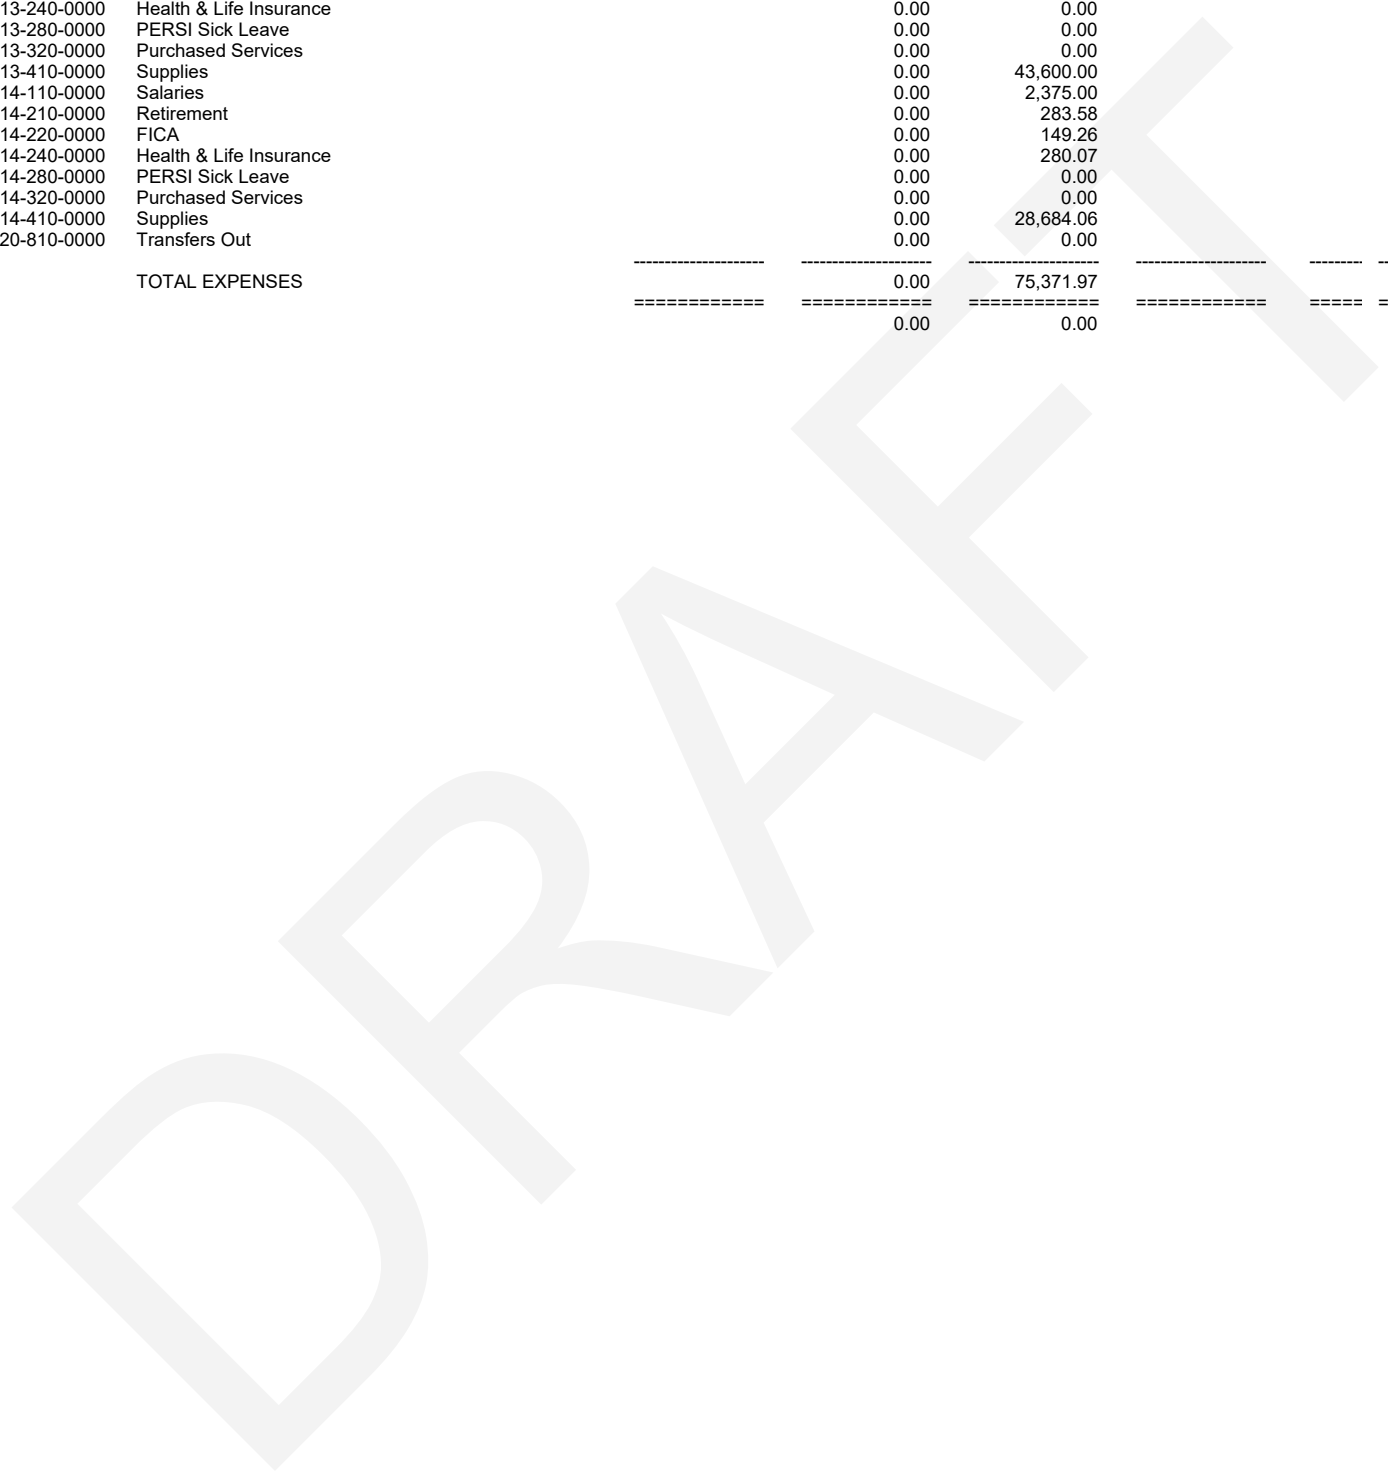 13-240-0000 Health & Life Insurance 0.00 0.00
13-280-0000 PERSI Sick Leave 0.00 0.00
13-320-0000 Purchased Services 0.00 0.00
13-410-0000 Supplies 0.00 43,600.00
14-110-0000 Salaries 0.00 2,375.00
14-210-0000 Retirement 0.00 283.58
14-220-0000 FICA 0.00 149.26
14-240-0000 Health & Life Insurance 0.00 280.07
14-280-0000 PERSI Sick Leave 0.00 0.00
14-320-0000 Purchased Services 0.00 0.00
14-410-0000 Supplies 0.00 28,684.06
20-810-0000 Transfers Out 0.00 0.00
--------------------- --------------------- --------------------- --------------------- -------- --
TOTAL EXPENSES 0.00 75,371.97
============ ============ ============ ============ ===== =
0.00 0.00
DRAFT